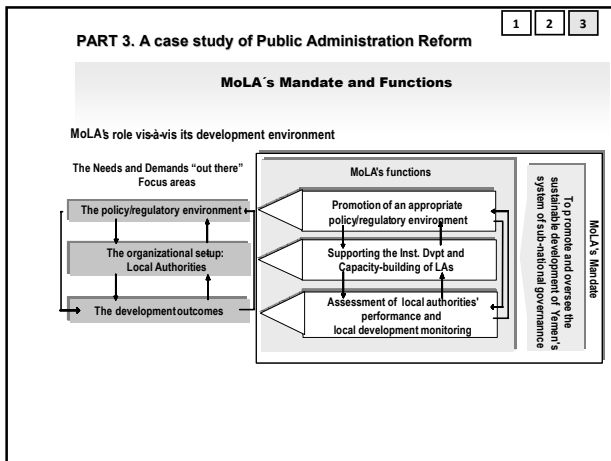 1 2 3
PART 3. A case study of Public Administration Reform
MoLA´s Mandate and Functions
MoLA's role vis-à-vis its development environment
The Needs and Demands “out there”
Focus areas
The policy/regulatory environment
The organizational setup:
Local Authorities
The development outcomes
MoLA's functions
Promotion of an appropriate
policy/regulatory environment
Supporting the Inst. Dvpt and
Capacity-building of LAs
Assessment of local authorities'
performance and
local development monitoring
To promote and oversee the
sustainable development of Yemen's
system of sub-national governannce
MoLA's Mandate